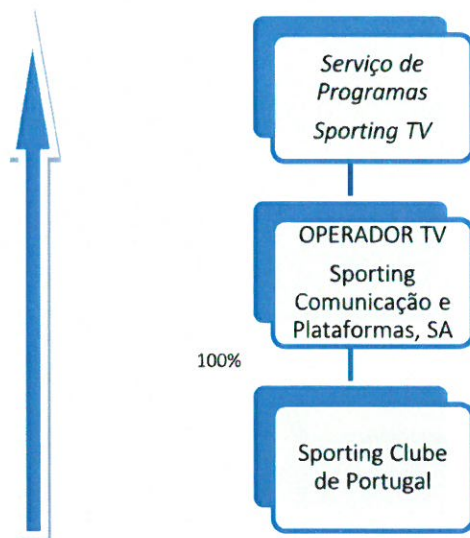 Serviço de
Programas
Sporting TV
OPERADOR TV
Sporting
Comunicação e
Plataformas, SA
100%
Sporting Clube
de Portugal